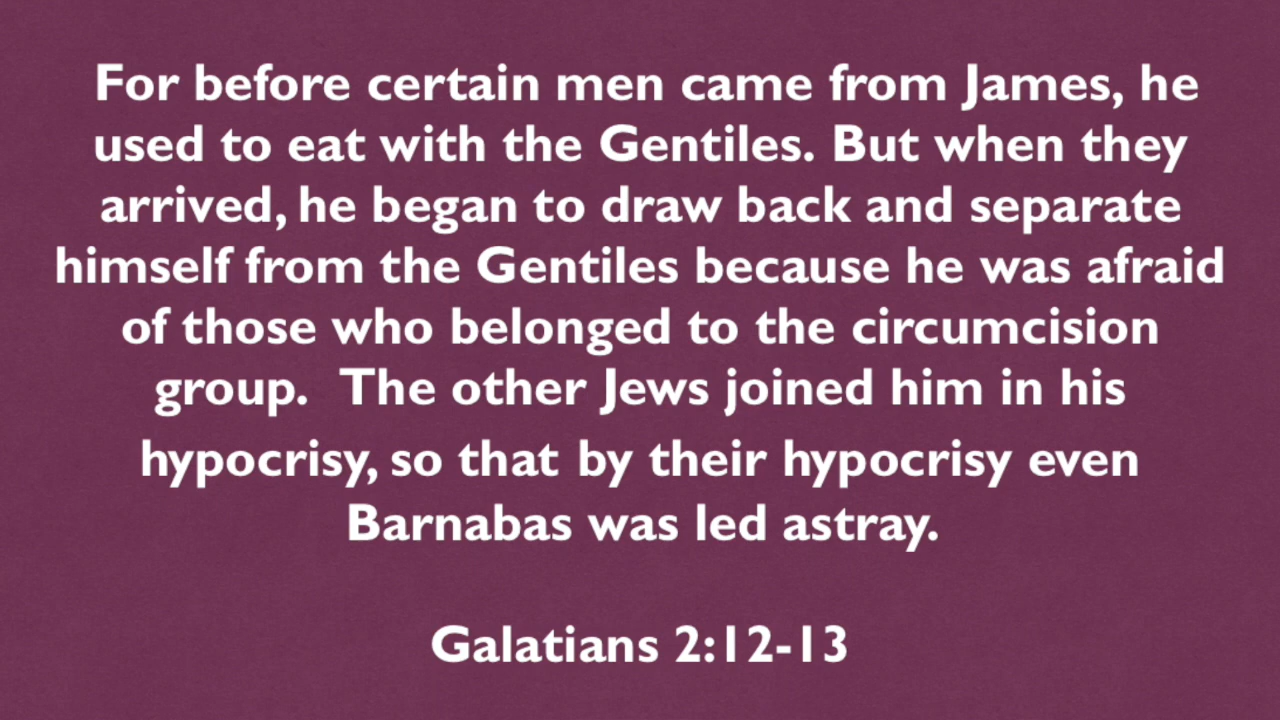 For before certain men came from James, he
used to eat with the Gentiles. But when they
arrived, he began to draw back and separate
himself from the Gentiles because he was afraid
of those who belonged to the circumcision
group.  The other Jews joined him in his
hypocrisy, so that by their hypocrisy even
Barnabas was led astray.
Galatians 2:12-13